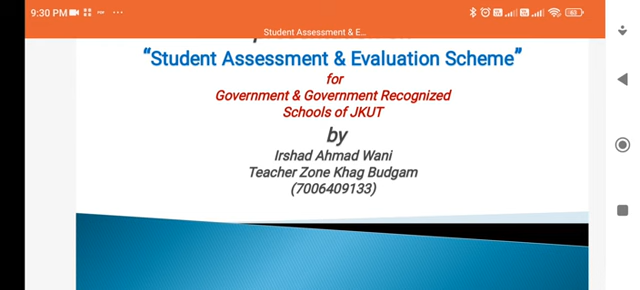 9:30 PM
63
Student Assessment & E...
“Student Assessment & Evaluation Scheme”
for
Government & Government Recognized
Schools of JKUT
by
Irshad Ahmad Wani
Teacher Zone Khag Budgam
(7006409133)